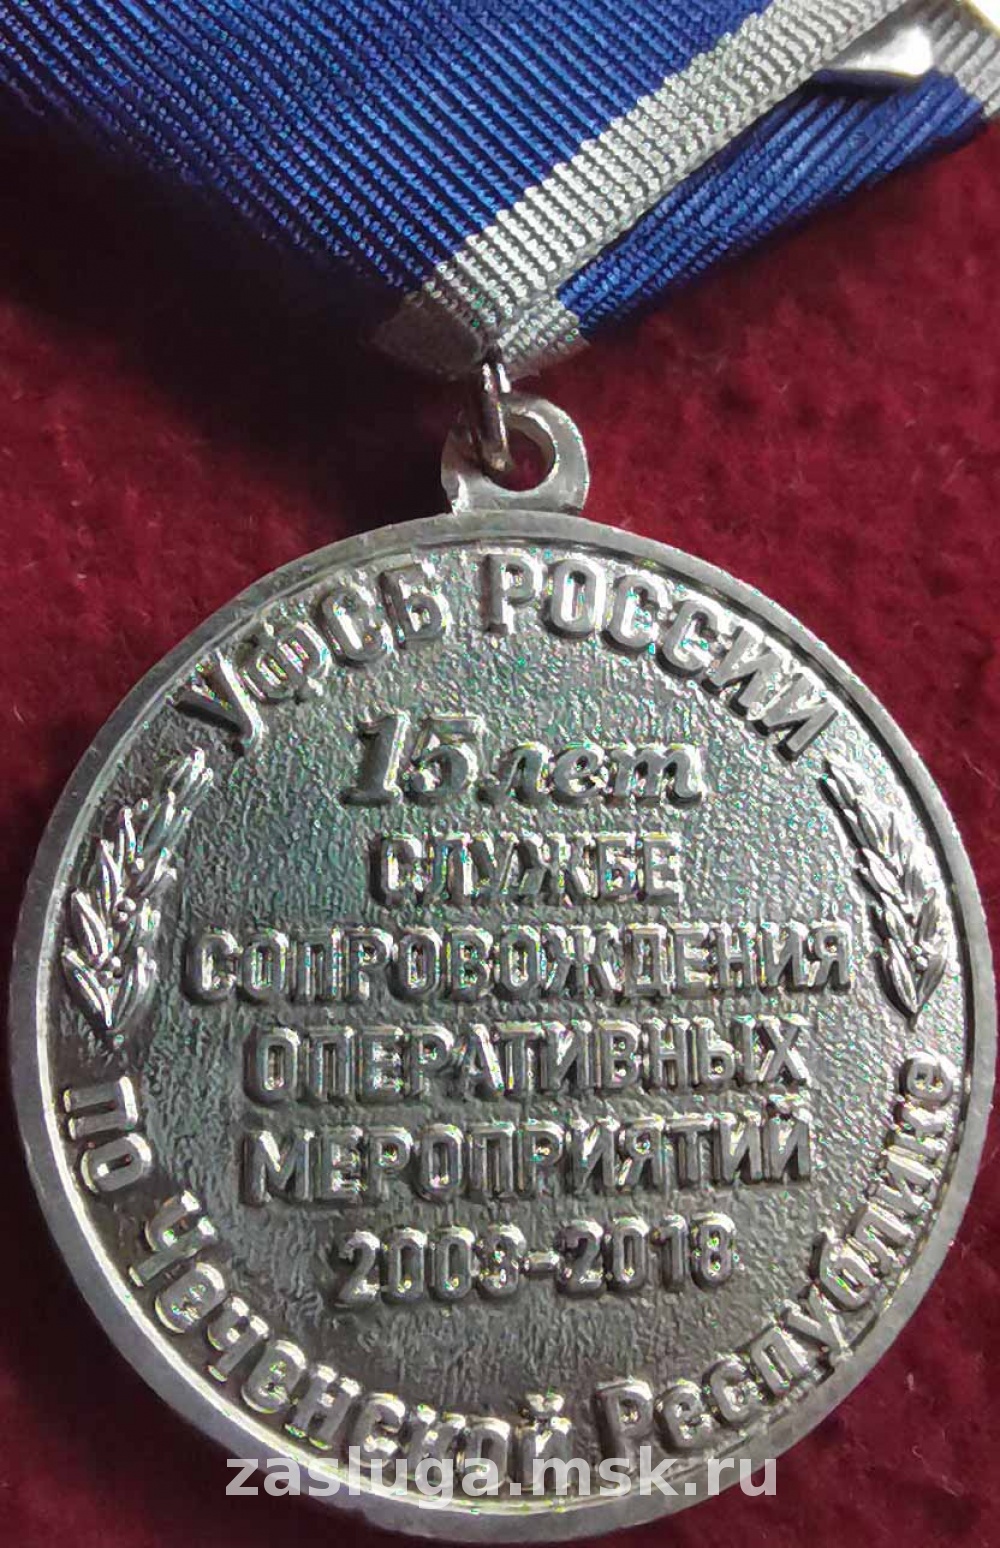 УФСБ РОССИИ
15 лет
СЛУЖБЕ
СОПРОВОЖДЕНИЯ
ОПЕРАТИВНЫХ
МЕРОПРИЯТИЙ
2003-2018
по Чеченской Республике
zasluga.msk.ru